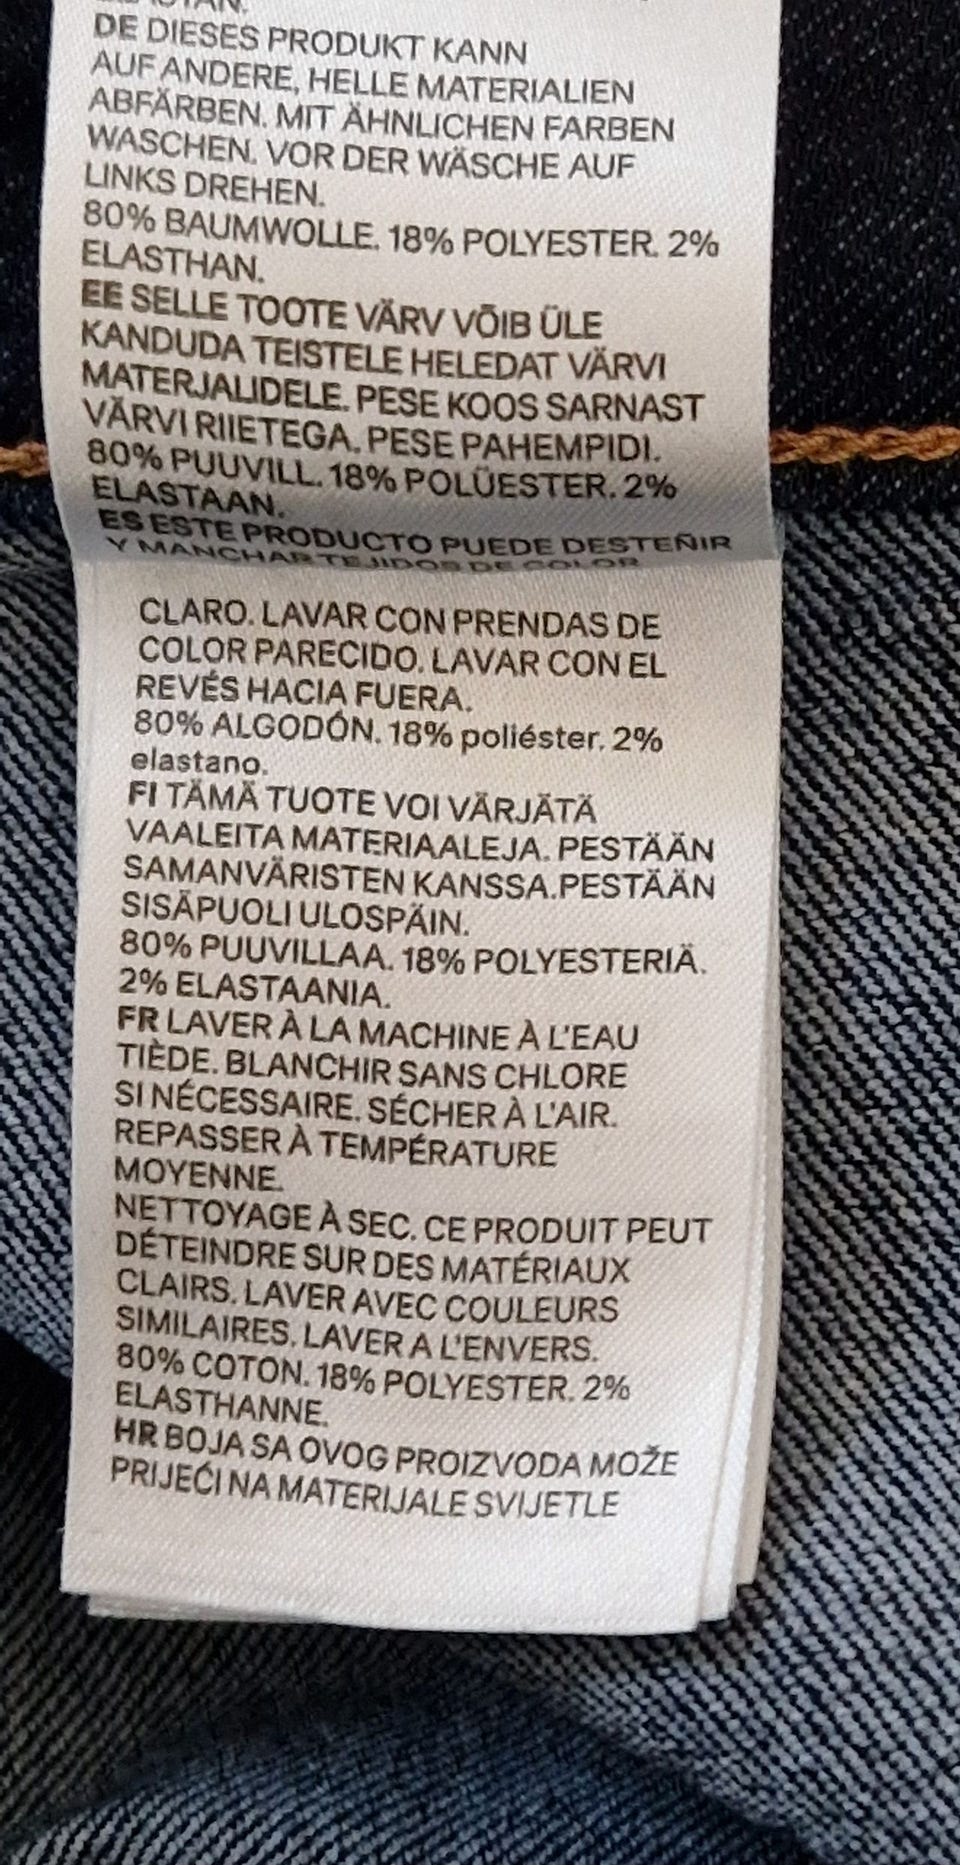 DE DIESES PRODUKT KANN
AUF ANDERE, HELLE MATERIALIEN
ABFÄRBEN. MIT ÄHNLICHEN FARBEN
WASCHEN. VOR DER WÄSCHE AUF
LINKS DREHEN.
80% BAUMWOLLE. 18% POLYESTER. 2%
ELASTHAN.
EE SELLE TOOTE VÄRV VÕIB ÜLE
KANDUDA TEISTELE HELEDAT VÄRVI
MATERJALIDELE. PESE KOOS SARNAST
VÄRVI RIIETEGA. PESE PAHEMPIDI.
80% PUUVILL. 18% POLÜESTER. 2%
ELASTAAN.
ES ESTE PRODUCTO PUEDE DESTEÑIR
Y MANCHAR TEJIDOS DE COLOR
CLARO. LAVAR CON PRENDAS DE
COLOR PARECIDO. LAVAR CON EL
REVÉS HACIA FUERA.
80% ALGODÓN. 18% poliéster. 2%
elastano.
FI TÄMÄ TUOTE VOI VÄRJÄTÄ
VAALEITA MATERIAALEJA. PESTÄÄN
SAMANVÄRISTEN KANSSA.PESTÄÄN
SISÄPUOLI ULOSPÄIN.
80% PUUVILLAA. 18% POLYESTERIÄ.
2% ELASTAANIA.
FR LAVER À LA MACHINE À L'EAU
TIÈDE. BLANCHIR SANS CHLORE
SI NÉCESSAIRE. SÉCHER À L'AIR.
REPASSER À TEMPÉRATURE
MOYENNE.
NETTOYAGE À SEC. CE PRODUIT PEUT
DÉTEINDRE SUR DES MATÉRIAUX
CLAIRS. LAVER AVEC COULEURS
SIMILAIRES. LAVER A L'ENVERS.
80% COTON. 18% POLYESTER. 2%
ELASTHANNE.
HR BOJA SA OVOG PROIZVODA MOŽE
PRIJEĆI NA MATERIJALE SVIJETLE